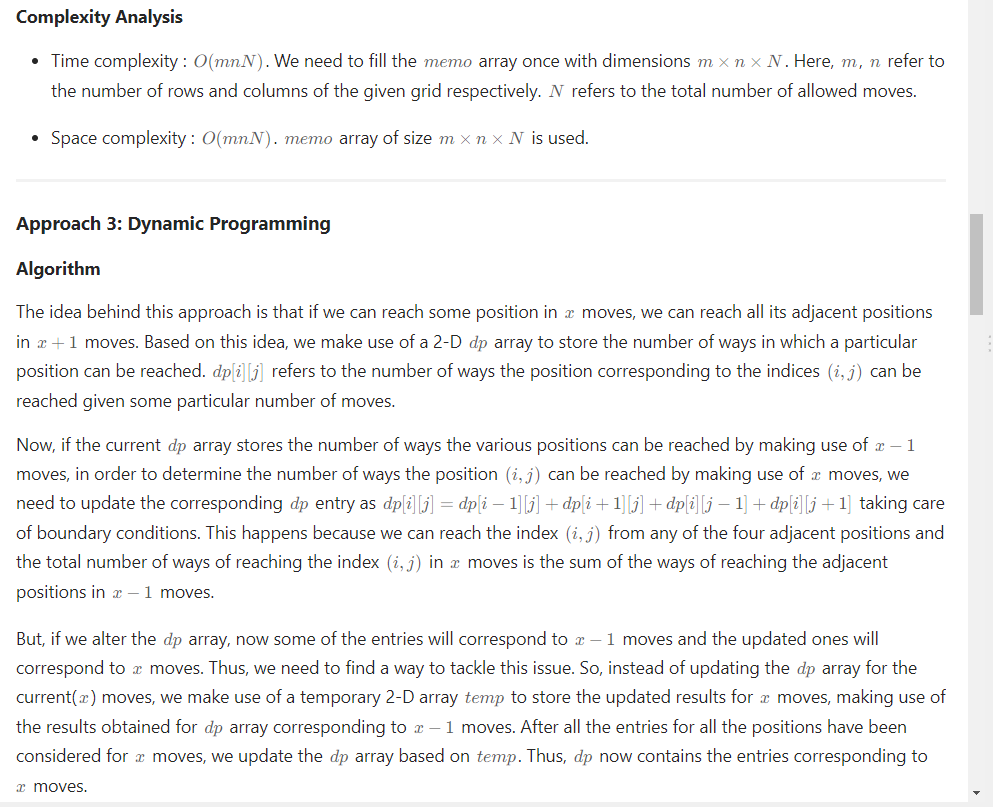 Complexity Analysis
• Time complexity : O(mnN). We need to fill the memo array once with dimensions m × n × N. Here, m, n refer to
the number of rows and columns of the given grid respectively. N refers to the total number of allowed moves.
• Space complexity : O(mnN). memo array of size m × n × N is used.
Approach 3: Dynamic Programming
Algorithm
The idea behind this approach is that if we can reach some position in x moves, we can reach all its adjacent positions
in x + 1 moves. Based on this idea, we make use of a 2-D dp array to store the number of ways in which a particular
position can be reached. dp[i][j] refers to the number of ways the position corresponding to the indices (i, j) can be
reached given some particular number of moves.
Now, if the current dp array stores the number of ways the various positions can be reached by making use of x − 1
moves, in order to determine the number of ways the position (i, j) can be reached by making use of x moves, we
need to update the corresponding dp entry as dp[i][j] = dp[i − 1][j] + dp[i + 1][j] + dp[i][j − 1] + dp[i][j + 1] taking care
of boundary conditions. This happens because we can reach the index (i, j) from any of the four adjacent positions and
the total number of ways of reaching the index (i, j) in x moves is the sum of the ways of reaching the adjacent
positions in x − 1 moves.
But, if we alter the dp array, now some of the entries will correspond to x − 1 moves and the updated ones will
correspond to x moves. Thus, we need to find a way to tackle this issue. So, instead of updating the dp array for the
current(x) moves, we make use of a temporary 2-D array temp to store the updated results for x moves, making use of
the results obtained for dp array corresponding to x − 1 moves. After all the entries for all the positions have been
considered for x moves, we update the dp array based on temp. Thus, dp now contains the entries corresponding to
x moves.